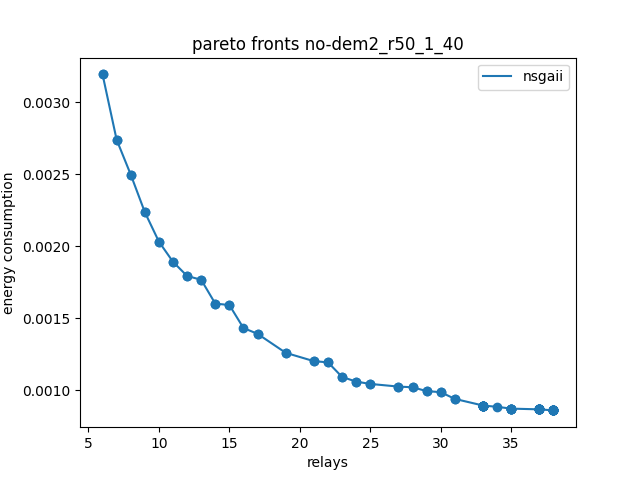 pareto fronts no-dem2_r50_1_40
nsgaii
0.0030
0.0025
0.0020
0.0015
0.0010
energy consumption
5 10 15 20 25 30 35
relays